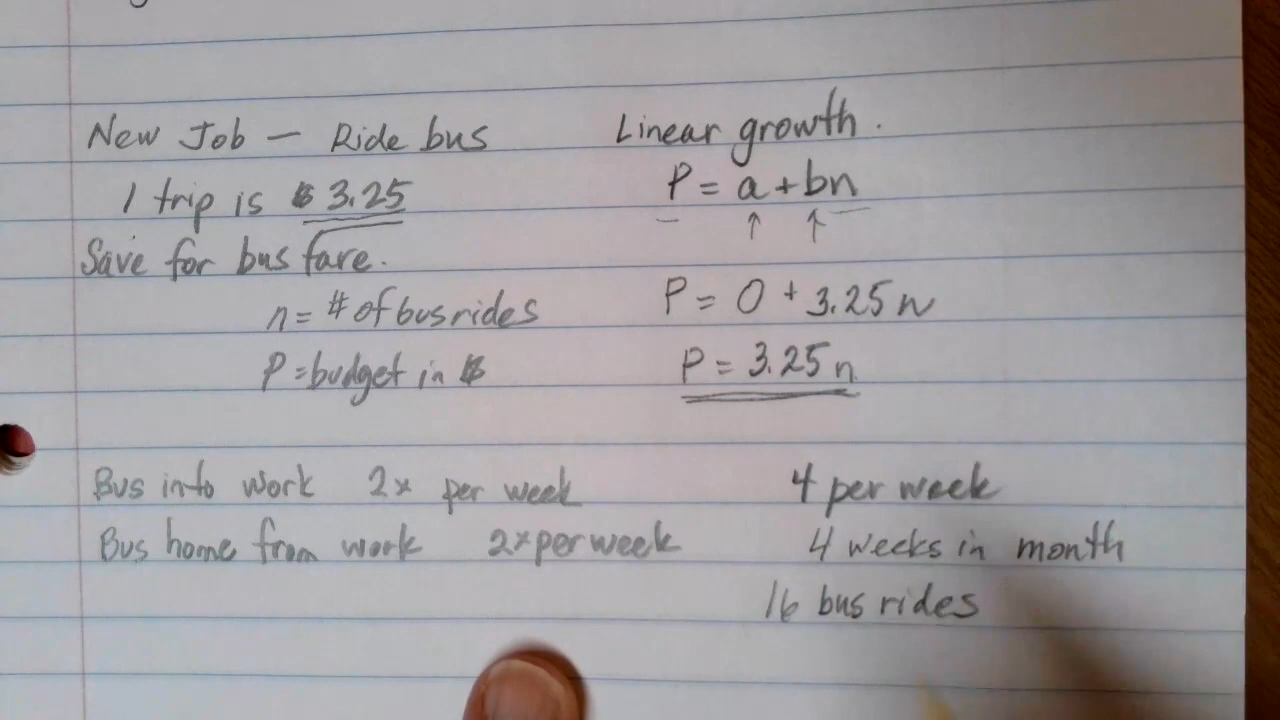 New Job — Ride bus
1 trip is $3.25
Save for bus fare.
n = # of bus rides
P = budget in $
Linear growth.
P = a + bn
P = 0 + 3.25n
P = 3.25n
Bus into work 2x per week
Bus home from work 2x per week
4 per week
4 weeks in month
16 bus rides